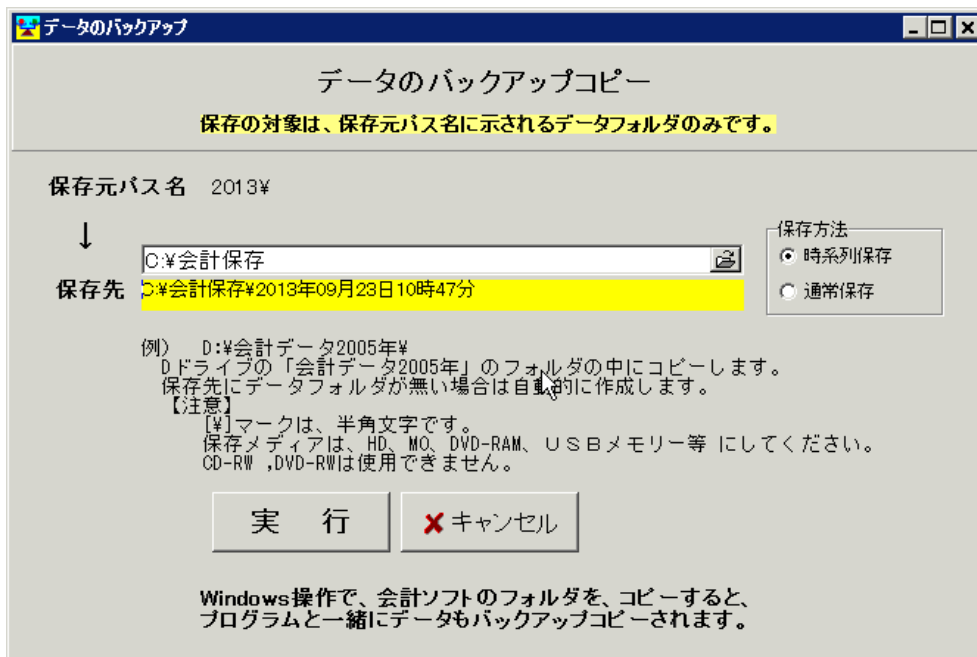 データのバックアップ
データのバックアップコピー
保存の対象は、保存元パス名に示されるデータフォルダのみです。
保存元パス名 2013¥
↓
C:¥会計保存
保存先 C:¥会計保存¥2013年09月23日10時47分
保存方法
時系列保存
通常保存
例) D:¥会計データ2005年¥
Dドライブの「会計データ2005年」のフォルダの中にコピーします。
保存先にデータフォルダが無い場合は自動的に作成します。
【注意】
[¥]マークは、半角文字です。
保存メディアは、HD、MO、DVD-RAM、USBメモリー等 にしてください。
CD-RW ,DVD-RWは使用できません。
実 行
キャンセル
Windows操作で、会計ソフトのフォルダを、コピーすると、
プログラムと一緒にデータもバックアップコピーされます。